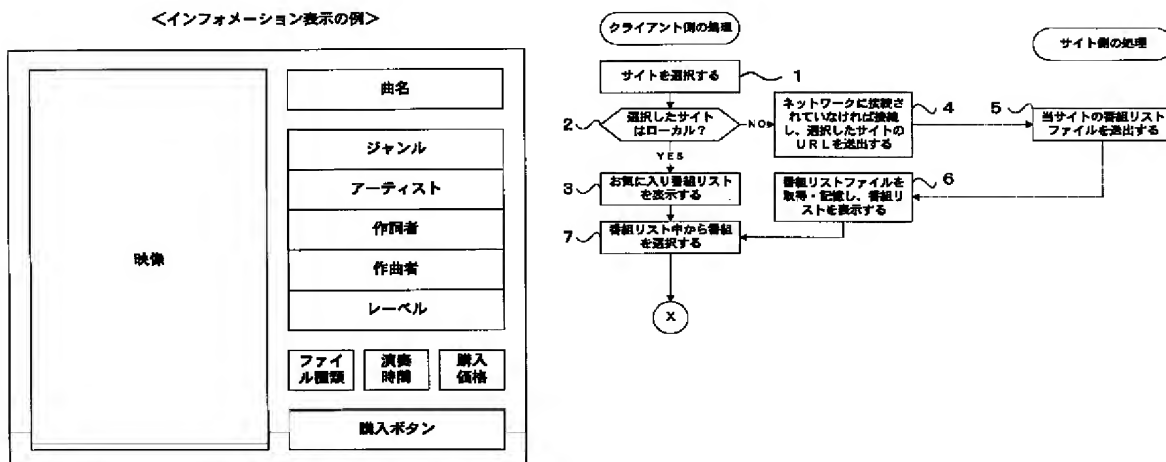 <インフォメーション表示の例>
映像
曲名
ジャンル
アーティスト
作詞者
作曲者
レーベル
ファイ
ル種類
演奏
時間
購入
価格
購入ボタン
クライアント側の処理
サイト側の処理
サイトを選択する
1
2
選択したサイト
はローカル?
NO
YES
ネットワークに接続され
ていなければ接続
し、選択したサイトの
URLを送出する
4
5
当サイトの番組リスト
ファイルを送出する
3
お気に入り番組リスト
を表示する
番組リストファイルを
取得・記憶し、番組リ
ストを表示する
6
7
番組リスト中から番組
を選択する
X